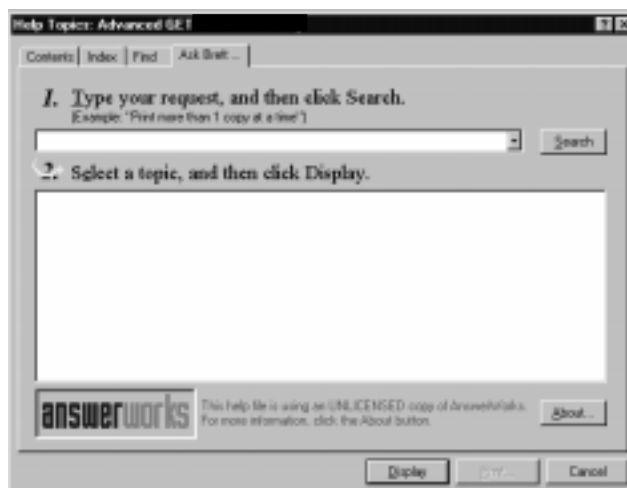 Help Topics: Advanced GET
Contents Index Find Ask Brett ...
1. Type your request, and then click Search.
(Example: "Print more than 1 copy at a time")
Search
2. Select a topic, and then click Display.
answerworks This help file is using an UNLICENSED copy of AnswerWorks.
For more information, click the About button.
About...
Display Print... Cancel